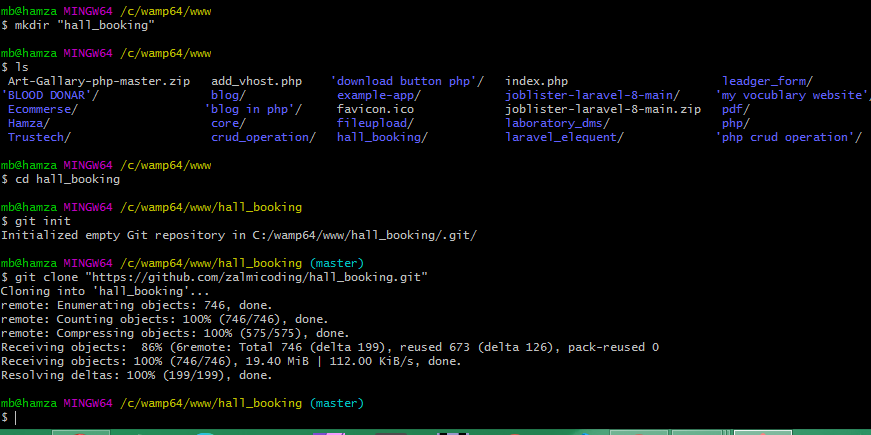 mb@hamza MINGW64 /c/wamp64/www
$ mkdir "hall_booking"
mb@hamza MINGW64 /c/wamp64/www
$ ls
Art-Gallary-php-master.zip add_vhost.php 'download button php'/ index.php leadger_form/
'BLOOD DONAR'/ blog/ example-app/ joblister-laravel-8-main/ 'my vocublary website'/
Ecommerse/ 'blog in php'/ favicon.ico joblister-laravel-8-main.zip pdf/
Hamza/ core/ fileupload/ laboratory_dms/ php/
Trustech/ crud_operation/ hall_booking/ laravel_elequent/ 'php crud operation'/
mb@hamza MINGW64 /c/wamp64/www
$ cd hall_booking
mb@hamza MINGW64 /c/wamp64/www/hall_booking
$ git init
Initialized empty Git repository in C:/wamp64/www/hall_booking/.git/
mb@hamza MINGW64 /c/wamp64/www/hall_booking (master)
$ git clone "https://github.com/zalmicoding/hall_booking.git"
Cloning into 'hall_booking'...
remote: Enumerating objects: 746, done.
remote: Counting objects: 100% (746/746), done.
remote: Compressing objects: 100% (575/575), done.
Receiving objects:  86% (6remote: Total 746 (delta 199), reused 673 (delta 126), pack-reused 0
Receiving objects: 100% (746/746), 19.40 MiB | 112.00 KiB/s, done.
Resolving deltas: 100% (199/199), done.
mb@hamza MINGW64 /c/wamp64/www/hall_booking (master)
$